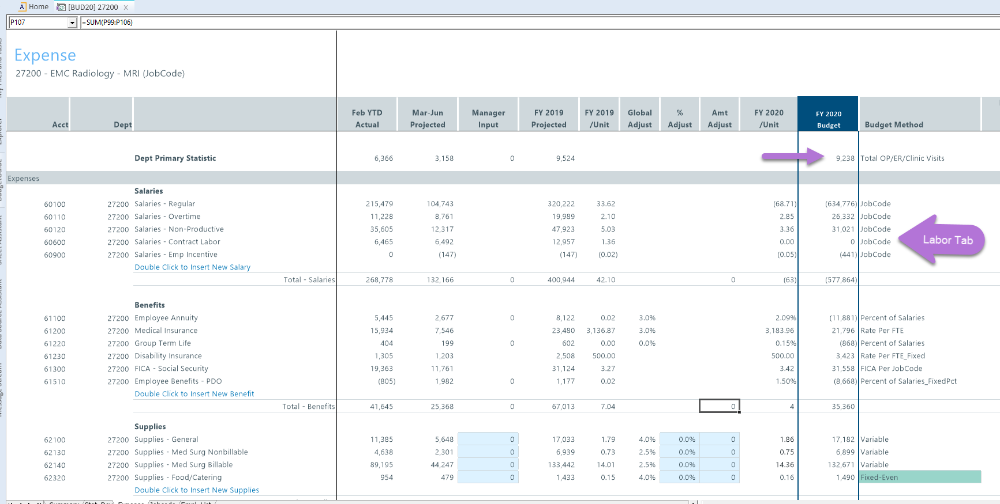 Home [BUD20] 27200 x
P107 =SUM(P99:P106)
Expense
27200 - EMC Radiology - MRI (JobCode)
Feb YTD Mar-Jun Manager FY 2019 FY 2019 Global % Amt FY 2020 FY 2020
Acct Dept Actual Projected Input Projected /Unit Adjust Adjust Adjust /Unit Budget Budget Method
Dept Primary Statistic 6,366 3,158 0 9,524 9,238 Total OP/ER/Clinic Visits
Expenses
Salaries
60100 27200 Salaries - Regular 215,479 104,743 320,222 33.62 (68.71) (634,776) JobCode
60110 27200 Salaries - Overtime 11,228 8,761 19,989 2.10 2.85 26,332 JobCode
60120 27200 Salaries - Non-Productive 35,605 12,317 47,923 5.03 3.36 31,021 JobCode
60600 27200 Salaries - Contract Labor 6,465 6,492 12,957 1.36 0.00 0 JobCode
Labor Tab
60900 27200 Salaries - Emp Incentive 0 (147) (147) (0.02) (0.05) (441) JobCode
Double Click to Insert New Salary
Total - Salaries 268,778 132,166 0 400,944 42.10 0 (63) (577,864)
Benefits
61100 27200 Employee Annuity 5,445 2,677 0 8,122 0.02 3.0% 2.09% (11,881) Percent of Salaries
61200 27200 Medical Insurance 15,934 7,546 23,480 3,136.87 3.0% 3,183.96 21,796 Rate Per FTE
61220 27200 Group Term Life 404 199 0 602 0.00 0.0% 0.15% (868) Percent of Salaries
61230 27200 Disability Insurance 1,305 1,203 2,508 500.00 500.00 3,423 Rate Per FTE_Fixed
61300 27200 FICA - Social Security 19,363 11,761 31,124 3.27 3.42 31,558 FICA Per JobCode
61510 27200 Employee Benefits - PDO (805) 1,982 0 1,177 0.02 1.50% (8,668) Percent of Salaries_FixedPct
Double Click to Insert New Benefit
Total - Benefits 41,645 25,368 0 67,013 7.04 0 4 35,360
Supplies
62100 27200 Supplies - General 11,385 5,648 0 17,033 1.79 4.0% 0.0% 0 1.86 17,182 Variable
62130 27200 Supplies - Med Surg Nonbillable 4,638 2,301 0 6,939 0.73 2.5% 0.0% 0 0.75 6,899 Variable
62140 27200 Supplies - Med Surg Billable 89,195 44,247 0 133,442 14.01 2.5% 0.0% 0 14.36 132,671 Variable
62320 27200 Supplies - Food/Catering 954 479 0 1,433 0.15 4.0% 0.0% 0 0.16 1,490 Fixed-Even
Double Click to Insert New Supplies